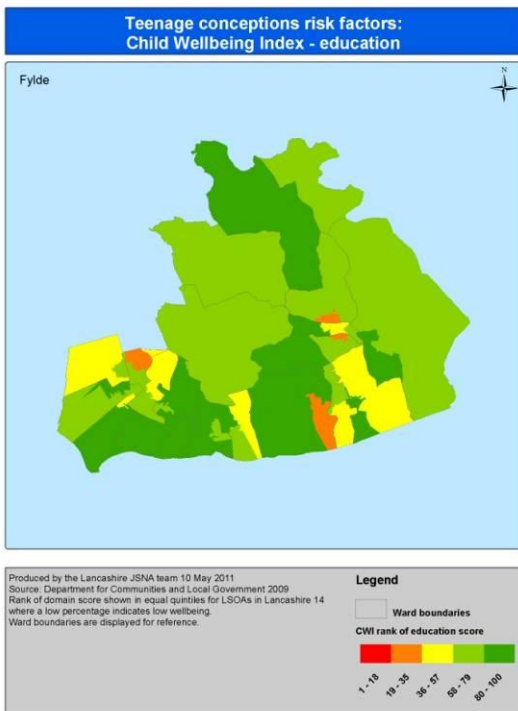 Teenage conceptions risk factors:
Child Wellbeing Index - education
Fylde
N
Produced by the Lancashire JSNA team 10 May 2011
Source: Department for Communities and Local Government 2009
Rank of domain score shown in equal quintiles for LSOAs in Lancashire 14
where a low percentage indicates low wellbeing.
Ward boundaries are displayed for reference.
Legend
Ward boundaries
CWI rank of education score
1 - 18
19 - 35
36 - 57
58 - 79
80 - 100